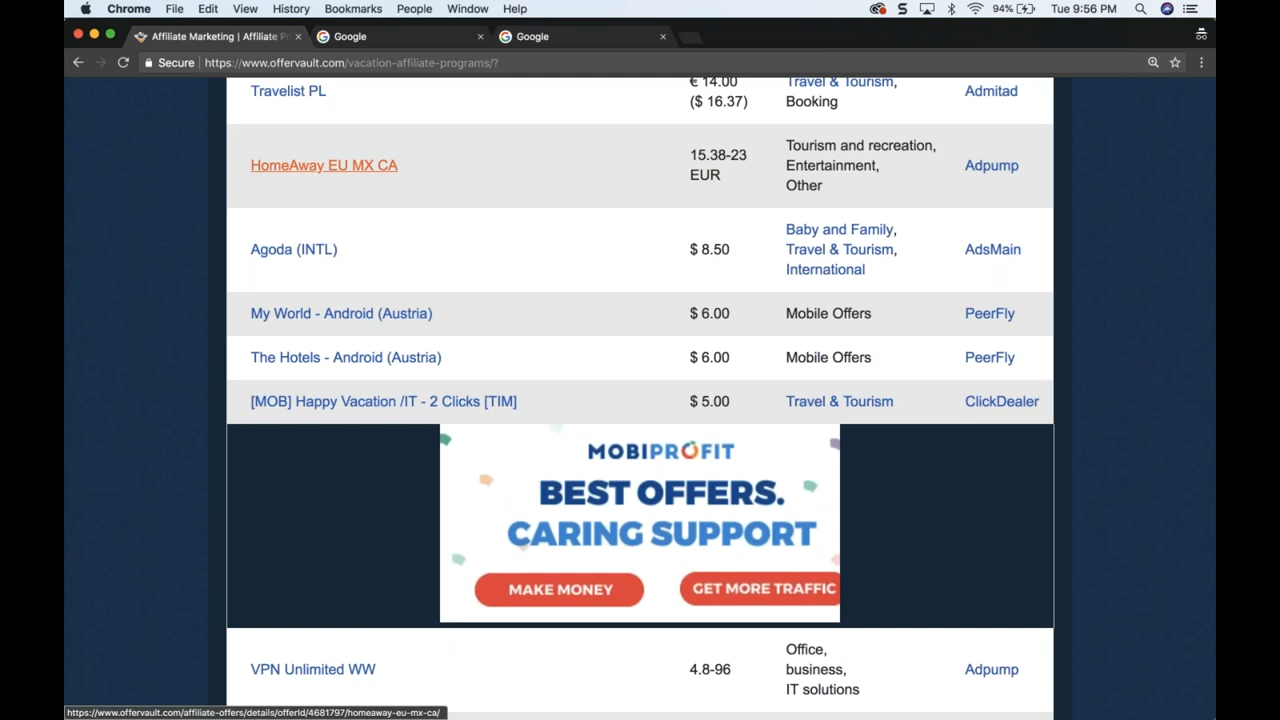 Chrome File Edit View History Bookmarks People Window Help 94% Tue 9:56 PM
Affiliate Marketing | Affiliate Pr Google Google
Secure https://www.offervault.com/vacation-affiliate-programs/?
Travelist PL € 14.00 ($ 16.37) Travel & Tourism, Booking Admitad
HomeAway EU MX CA 15.38-23 EUR Tourism and recreation, Entertainment, Other Adpump
Agoda (INTL) $ 8.50 Baby and Family, Travel & Tourism, International AdsMain
My World - Android (Austria) $ 6.00 Mobile Offers PeerFly
The Hotels - Android (Austria) $ 6.00 Mobile Offers PeerFly
[MOB] Happy Vacation /IT - 2 Clicks [TIM] $ 5.00 Travel & Tourism ClickDealer
MOBIPROFIT
BEST OFFERS.
CARING SUPPORT
MAKE MONEY GET MORE TRAFFIC
VPN Unlimited WW 4.8-96 Office, business, IT solutions Adpump
https://www.offervault.com/affiliate-offers/details/offerId/4681797/homeaway-eu-mx-ca/